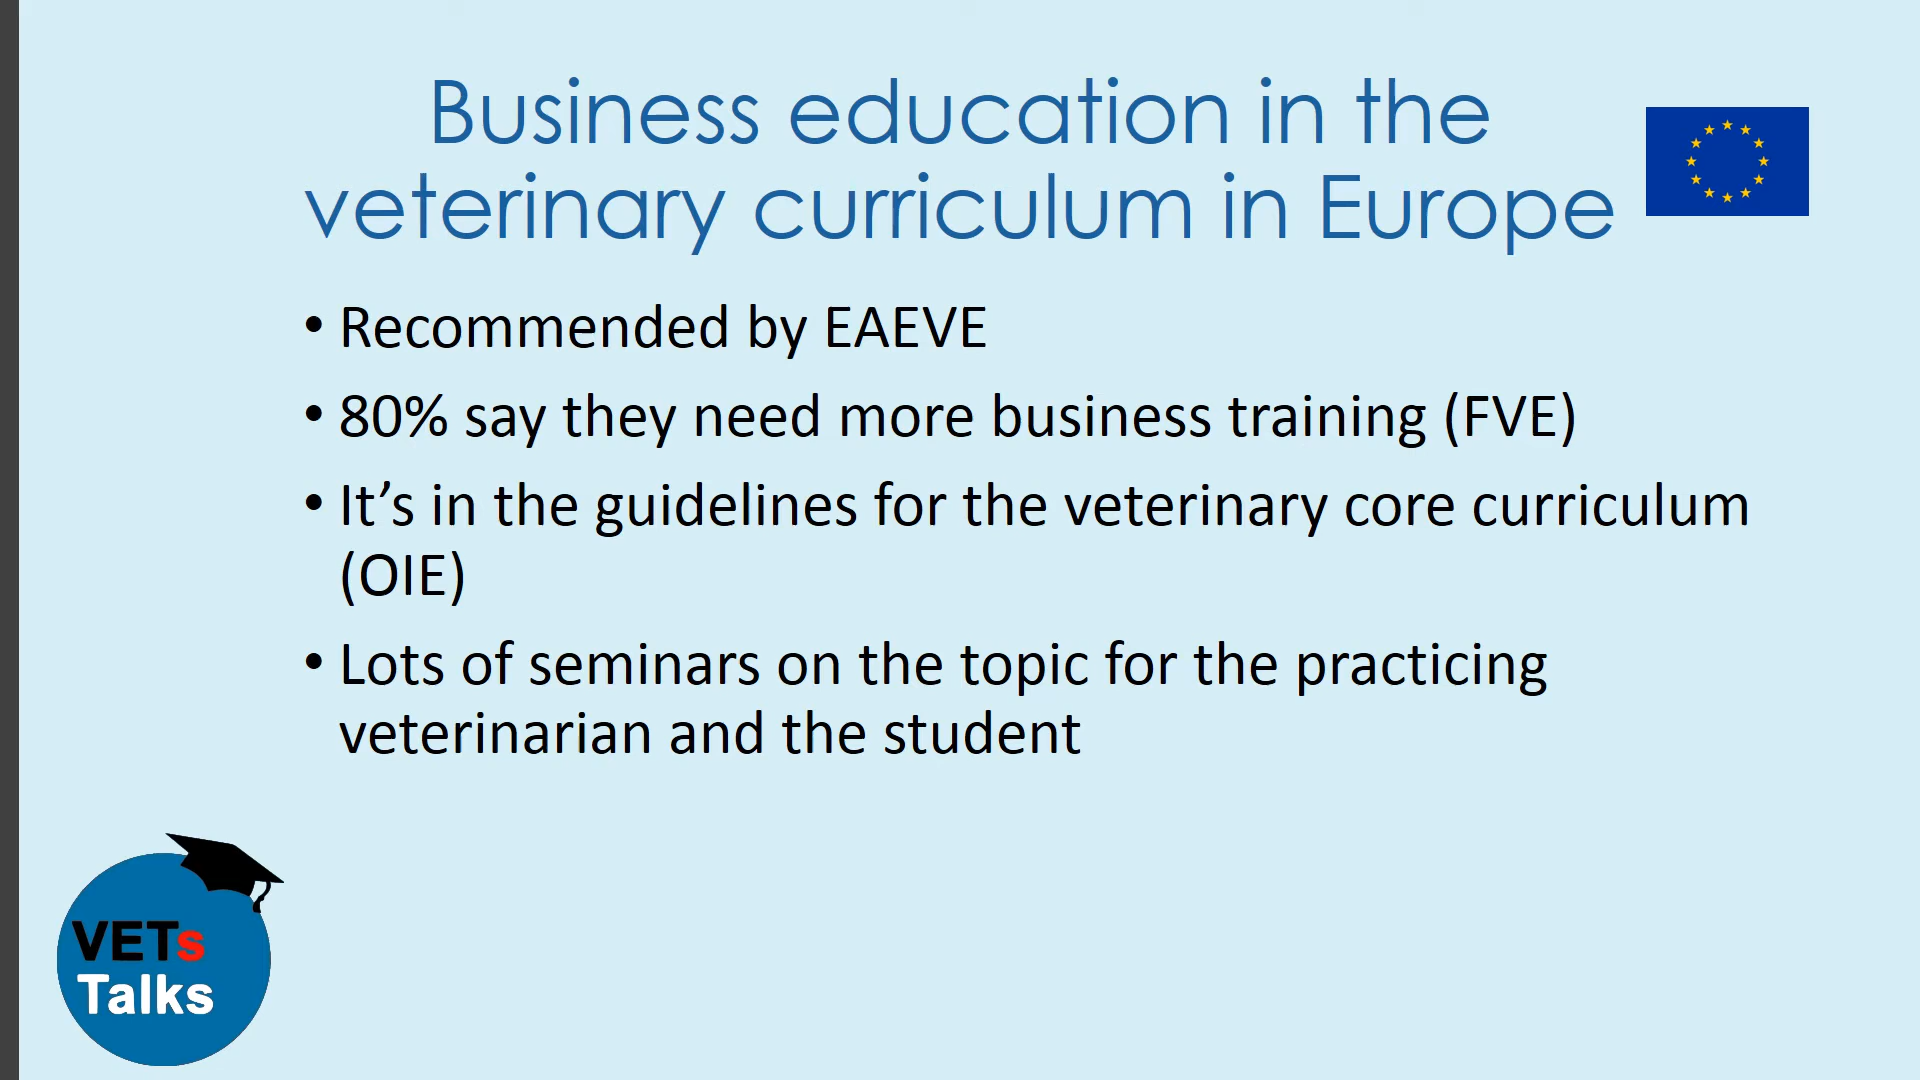 Business education in the
veterinary curriculum in Europe
• Recommended by EAEVE
• 80% say they need more business training (FVE)
• It’s in the guidelines for the veterinary core curriculum
(OIE)
• Lots of seminars on the topic for the practicing
veterinarian and the student
VETs
Talks